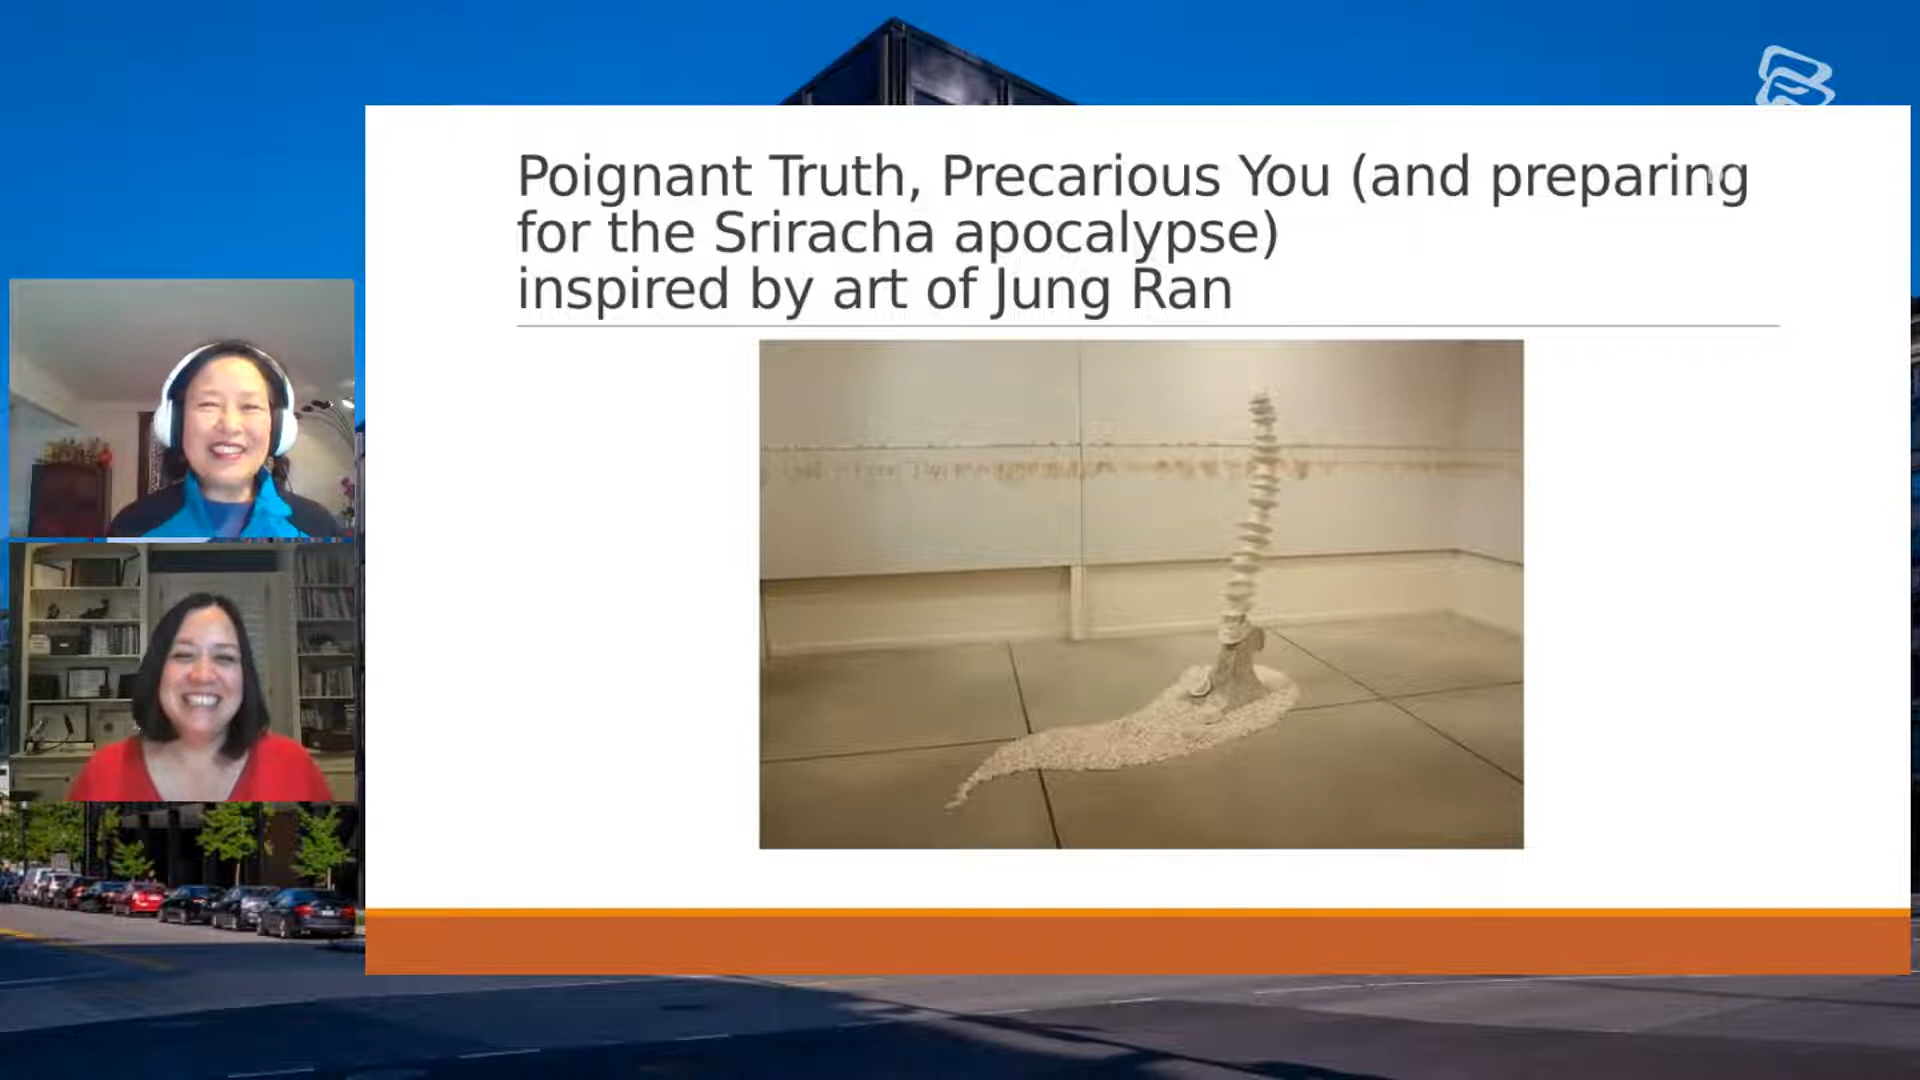 Poignant Truth, Precarious You (and preparing
for the Sriracha apocalypse)
inspired by art of Jung Ran